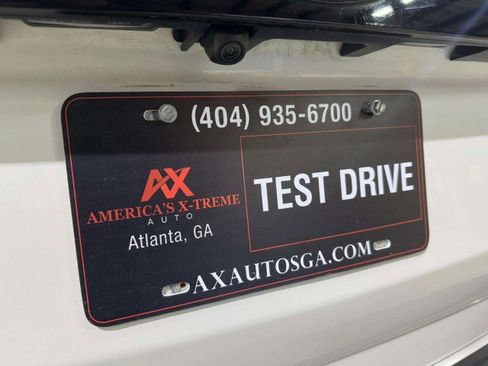 (404) 935-6700
AX
AMERICA'S X-TREME
AUTO
Atlanta, GA
TEST DRIVE
AXAUTOSGA.COM